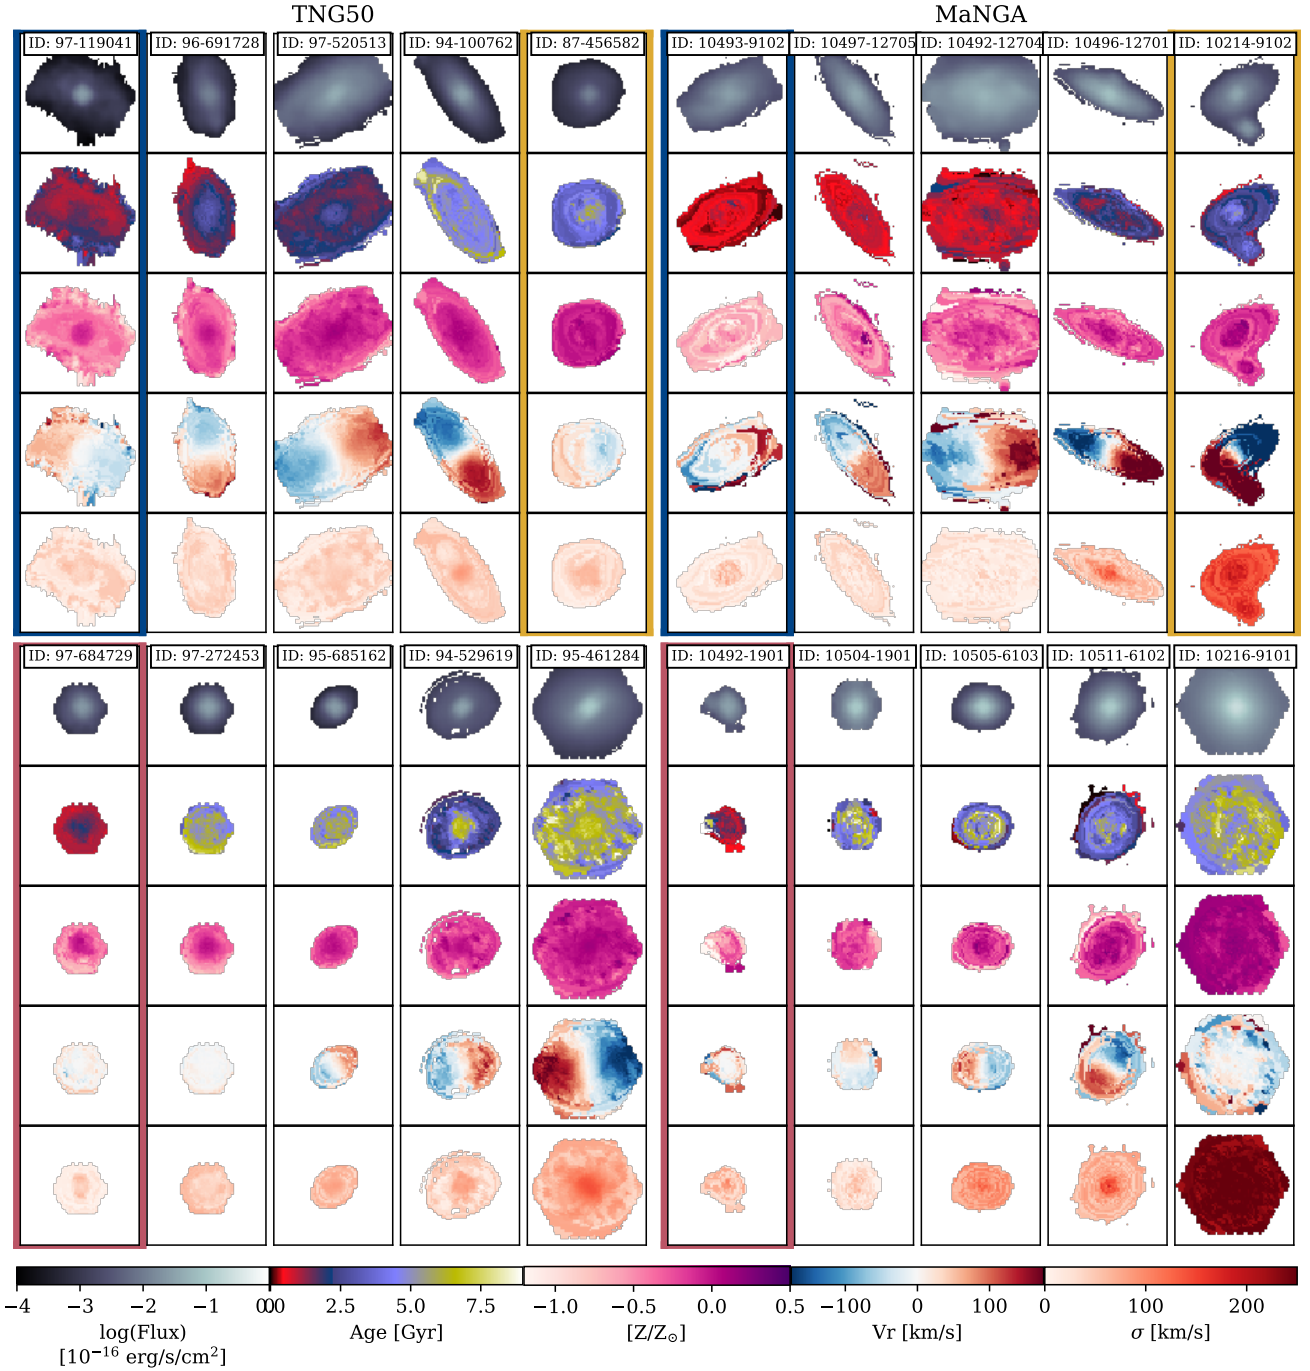 TNG50 MaNGA
ID: 97-119041 ID: 96-691728 ID: 97-520513 ID: 94-100762 ID: 87-456582 ID: 10493-9102 ID: 10497-12705 ID: 10492-12704 ID: 10496-12701 ID: 10214-9102
ID: 97-684729 ID: 97-272453 ID: 95-685162 ID: 94-529619 ID: 95-461284 ID: 10492-1901 ID: 10504-1901 ID: 10505-6103 ID: 10511-6102 ID: 10216-9101
−4 −3 −2 −1 0 0 2.5 5.0 7.5 −1.0 −0.5 0.0 0.5 −100 0 100 0 100 200
log(Flux) Age [Gyr] [Z/Z⊙] Vr [km/s] σ [km/s]
[10⁻¹⁶ erg/s/cm²]